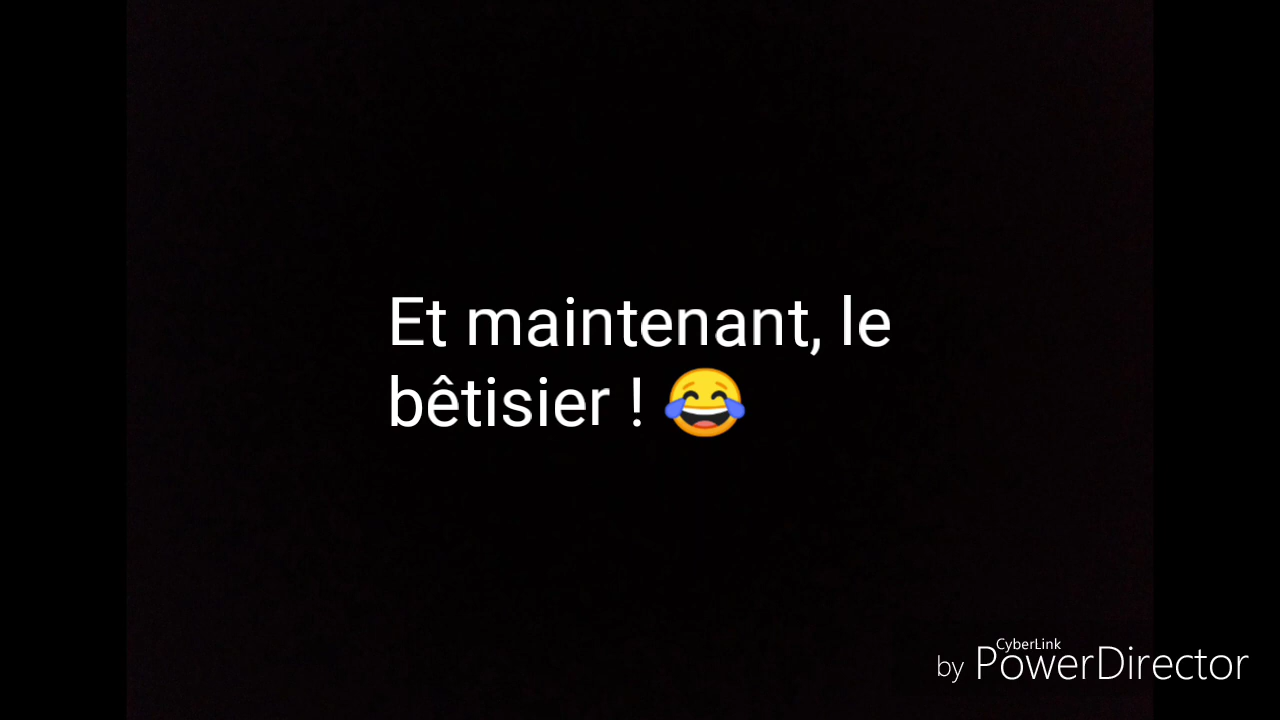 Et maintenant, le
bêtisier ! 😂
CyberLink
by PowerDirector